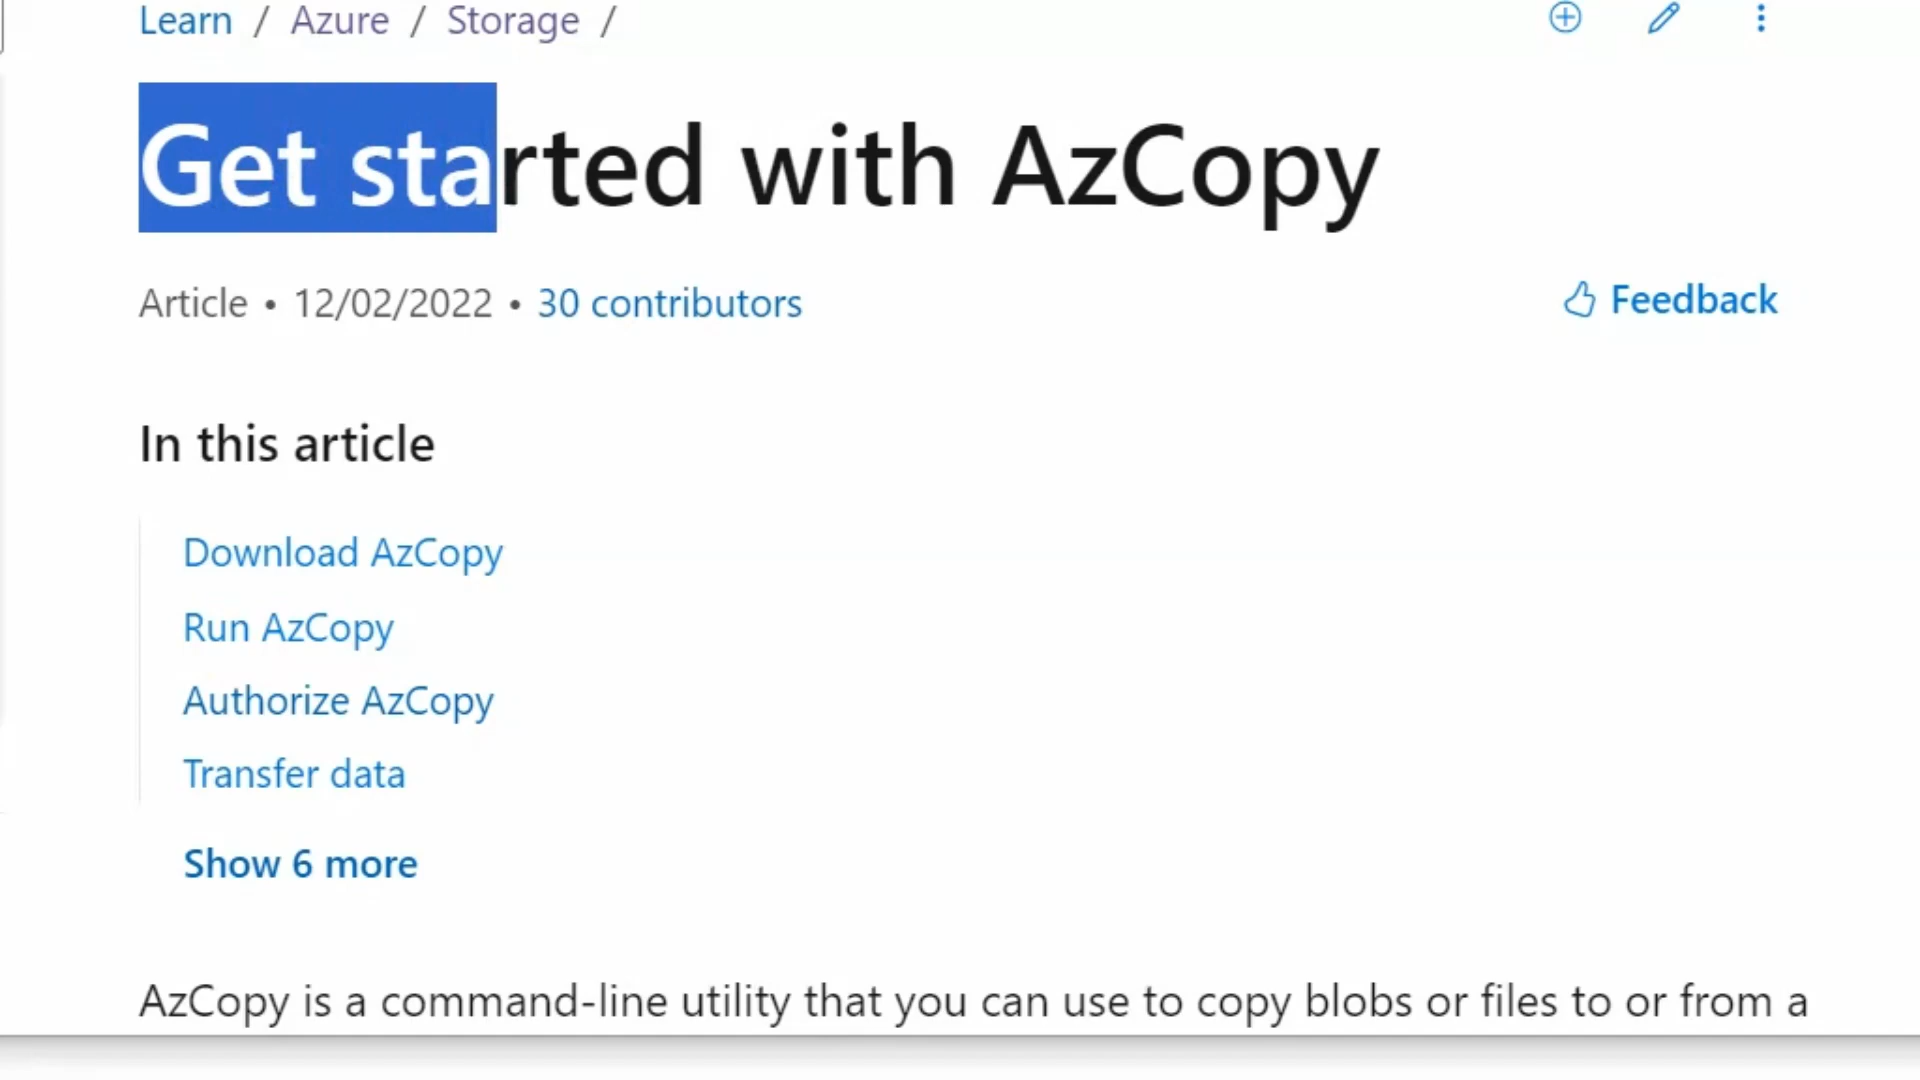 Learn / Azure / Storage /
Get started with AzCopy
Article • 12/02/2022 • 30 contributors
Feedback
In this article
Download AzCopy
Run AzCopy
Authorize AzCopy
Transfer data
Show 6 more
AzCopy is a command-line utility that you can use to copy blobs or files to or from a